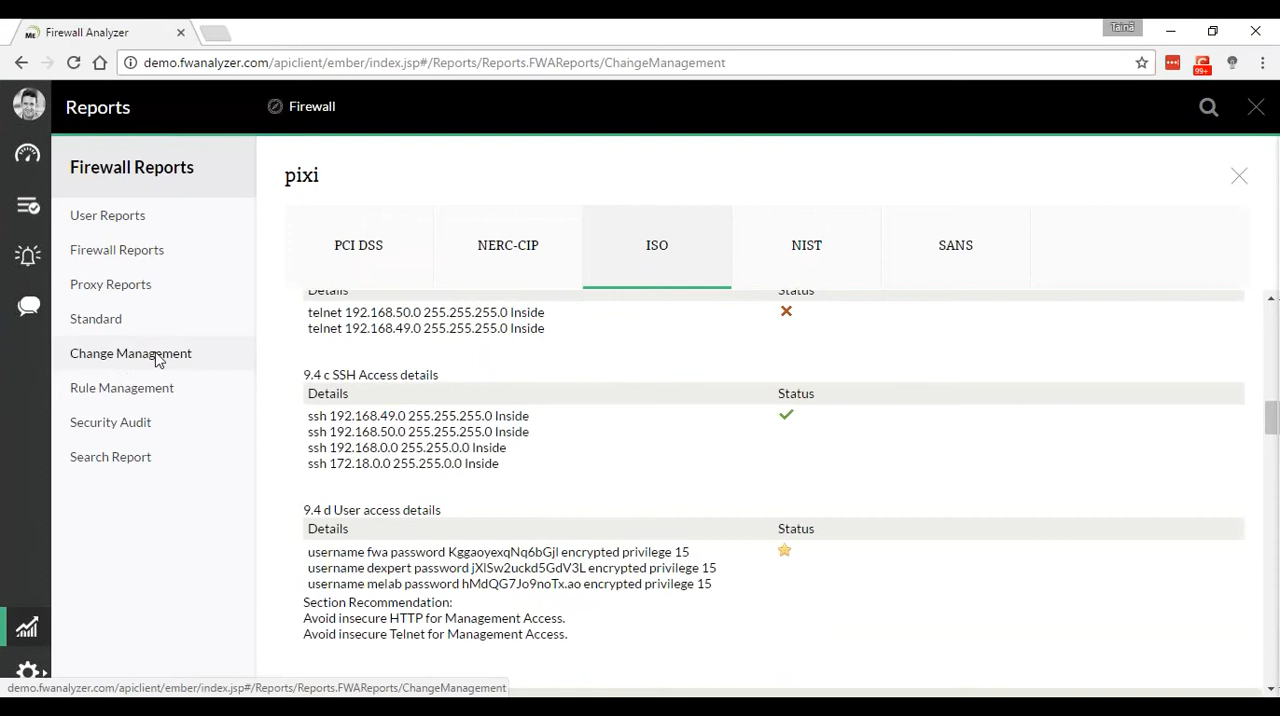 ME Firewall Analyzer
Tainá
demo.fwanalyzer.com/apiclient/ember/index.jsp#/Reports/Reports.FWAReports/ChangeManagement
99+
Reports
Firewall
Firewall Reports
User Reports
Firewall Reports
Proxy Reports
Standard
Change Management
Rule Management
Security Audit
Search Report
pixi
PCI DSS
NERC-CIP
ISO
NIST
SANS
Details Status
telnet 192.168.50.0 255.255.255.0 Inside
telnet 192.168.49.0 255.255.255.0 Inside
9.4 c SSH Access details
Details Status
ssh 192.168.49.0 255.255.255.0 Inside
ssh 192.168.50.0 255.255.255.0 Inside
ssh 192.168.0.0 255.255.0.0 Inside
ssh 172.18.0.0 255.255.0.0 Inside
9.4 d User access details
Details Status
username fwa password KggaoyexqNq6bGjl encrypted privilege 15
username dexpert password jXlSw2uckd5GdV3L encrypted privilege 15
username melab password hMdQG7Jo9noTx.ao encrypted privilege 15
Section Recommendation:
Avoid insecure HTTP for Management Access.
Avoid insecure Telnet for Management Access.
demo.fwanalyzer.com/apiclient/ember/index.jsp#/Reports/Reports.FWAReports/ChangeManagement